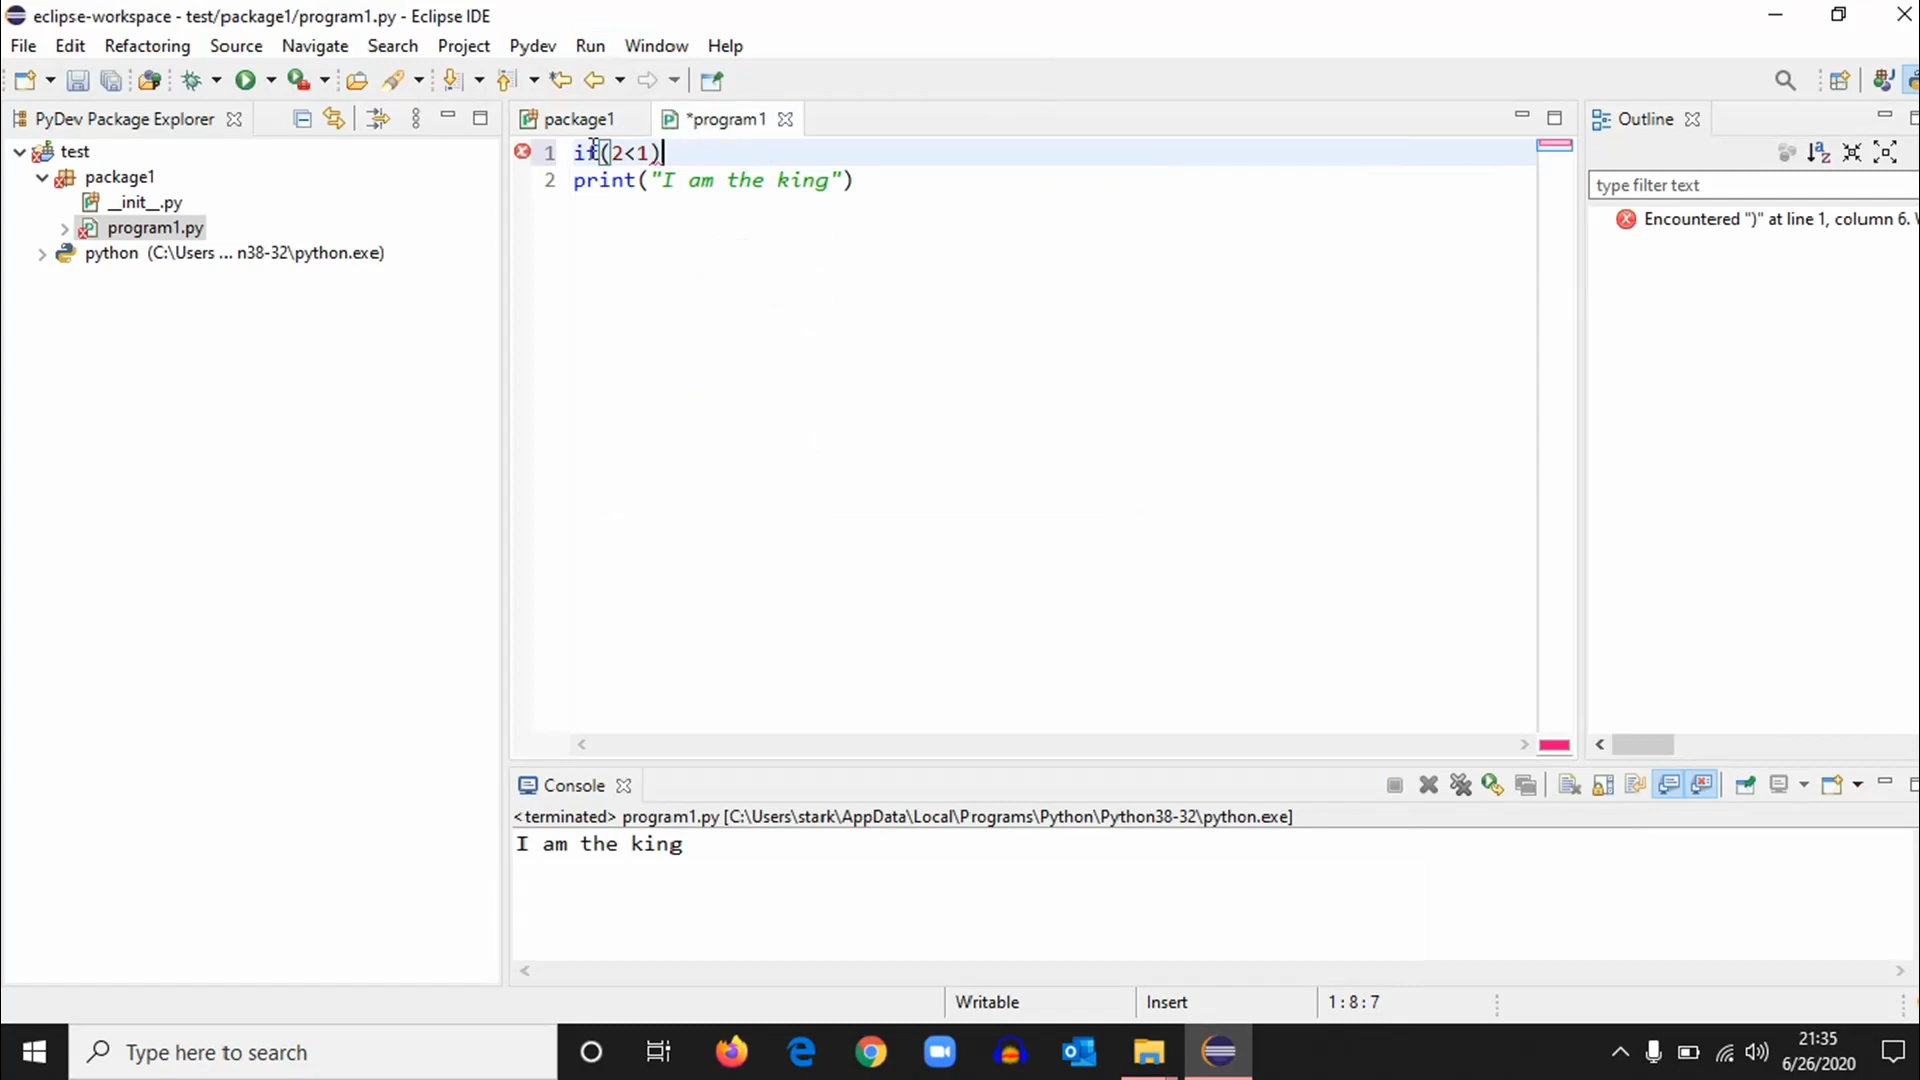 eclipse-workspace - test/package1/program1.py - Eclipse IDE
File Edit Refactoring Source Navigate Search Project Pydev Run Window Help
PyDev Package Explorer
package1
*program1
Outline
test
package1
__init__.py
program1.py
python (C:\Users ... n38-32\python.exe)
1 if(2<1)
2 print("I am the king")
type filter text
Encountered ")" at line 1, column 6.
Console
<terminated> program1.py [C:\Users\stark\AppData\Local\Programs\Python\Python38-32\python.exe]
I am the king
Writable
Insert
1 : 8 : 7
Type here to search
21:35
6/26/2020